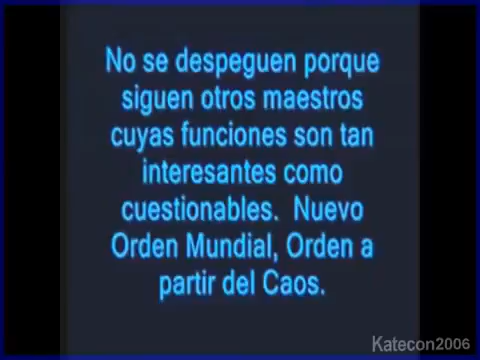 No se despeguen porque
siguen otros maestros
cuyas funciones son tan
interesantes como
cuestionables.  Nuevo
Orden Mundial, Orden a
partir del Caos.
Katecon2006